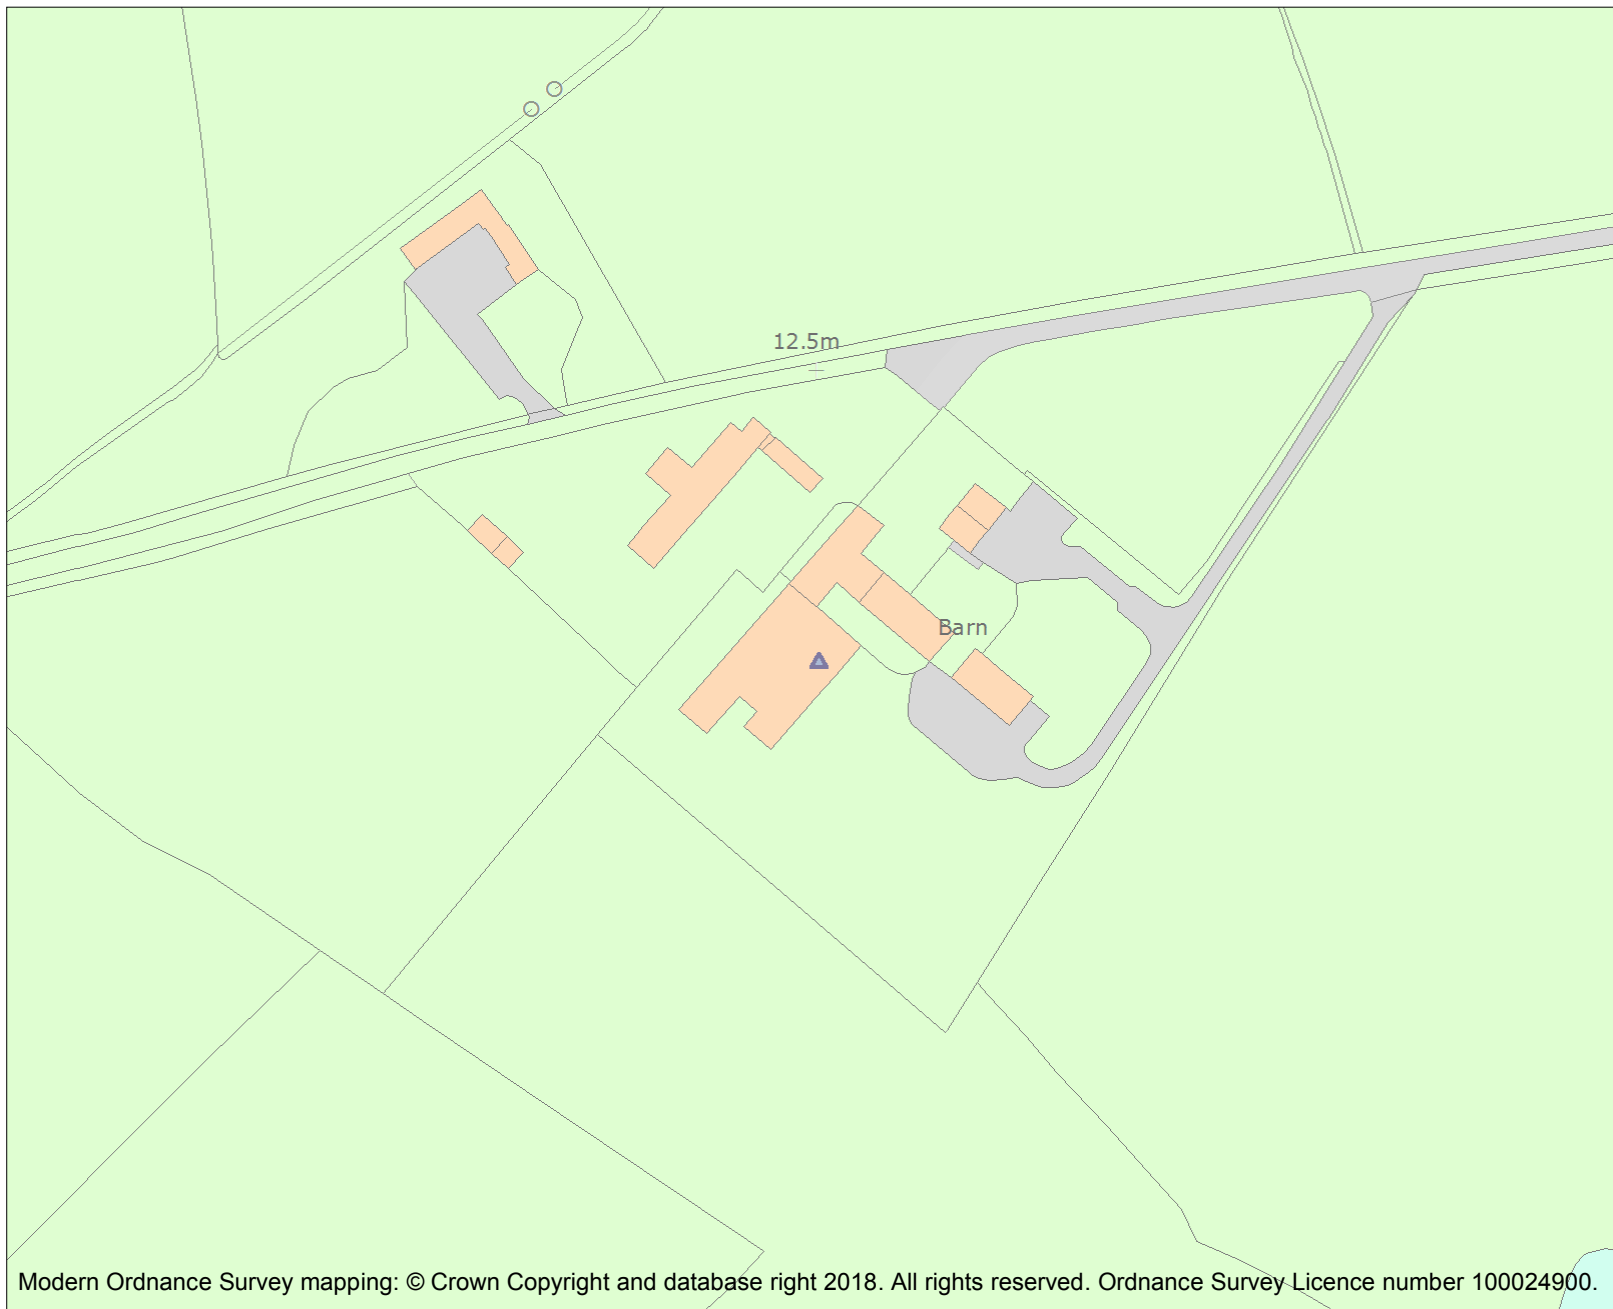 12.5m
Barn
Modern Ordnance Survey mapping: © Crown Copyright and database right 2018. All rights reserved. Ordnance Survey Licence number 100024900.